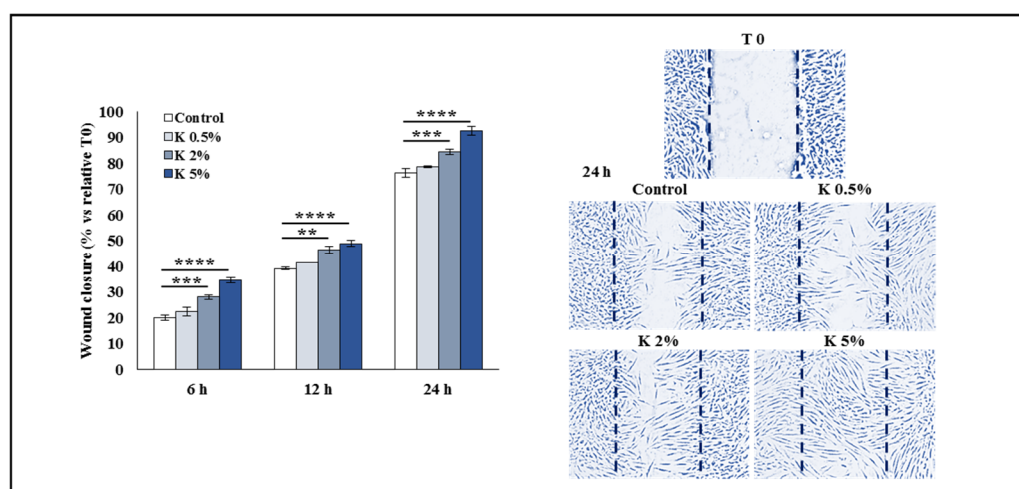 Wound closure (% vs relative T0)
100
90
80
70
60
50
40
30
20
10
0
Control
K 0.5%
K 2%
K 5%
****
***
****
**
****
***
6 h
12 h
24 h
T 0
24 h
Control
K 0.5%
K 2%
K 5%